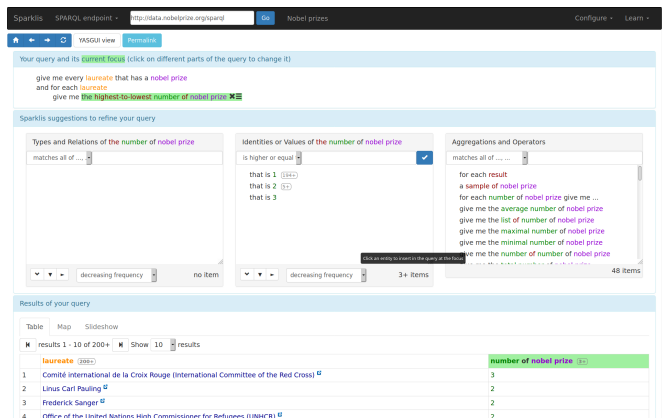 Sparklis SPARQL endpoint http://data.nobelprize.org/sparql Go Nobel prizes Configure Learn
YASGUI view Permalink
Your query and its current focus (click on different parts of the query to change it)
give me every laureate that has a nobel prize
and for each laureate
give me the highest-to-lowest number of nobel prize
Sparklis suggestions to refine your query
Types and Relations of the number of nobel prize
matches all of ...
no item
decreasing frequency
Identities or Values of the number of nobel prize
is higher or equal
that is 1 194+
that is 2 5+
that is 3
Click an entity to insert in the query at the focus
decreasing frequency
3+ items
Aggregations and Operators
matches all of ...
for each result
a sample of nobel prize
for each number of nobel prize give me ...
give me the average number of nobel prize
give me the list of number of nobel prize
give me the maximal number of nobel prize
give me the minimal number of nobel prize
give me the number of number of nobel prize
48 items
Results of your query
Table Map Slideshow
results 1 - 10 of 200+ Show 10 results
laureate 200+ number of nobel prize
1 Comité international de la Croix Rouge (International Committee of the Red Cross) 3
2 Linus Carl Pauling 2
3 Frederick Sanger 2
4 Office of the United Nations High Commissioner for Refugees (UNHCR) 2